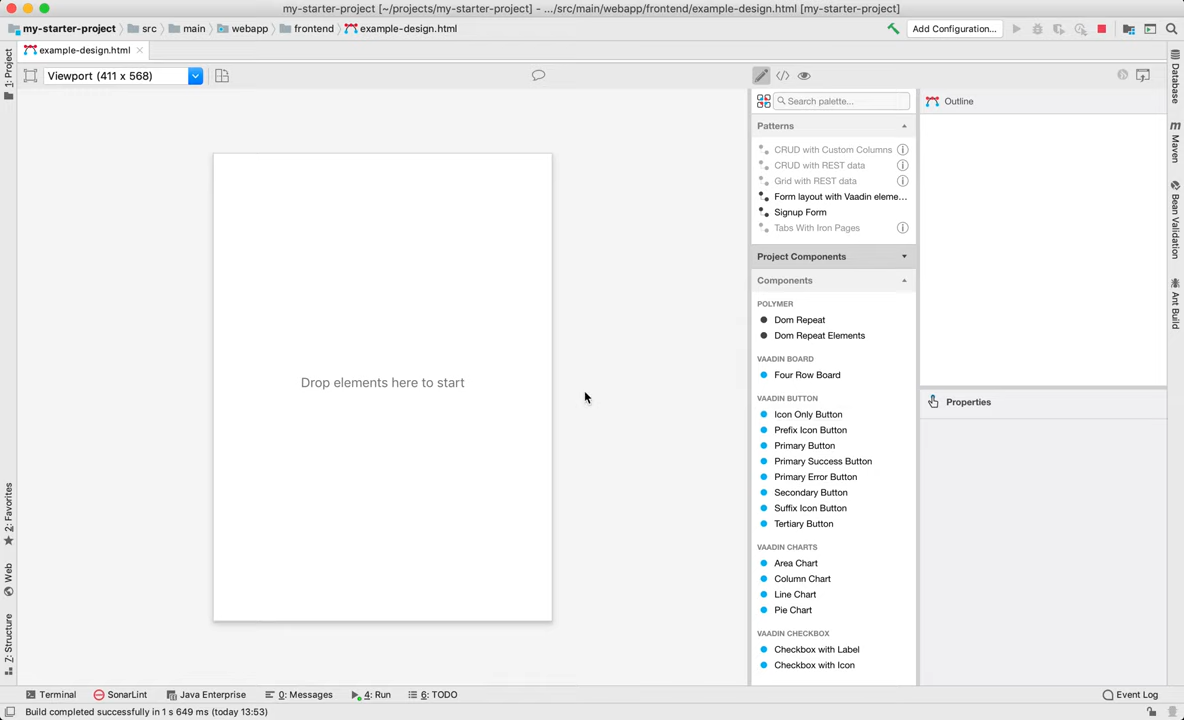 my-starter-project [~/projects/my-starter-project] - .../src/main/webapp/frontend/example-design.html [my-starter-project]
my-starter-project src main webapp frontend example-design.html Add Configuration...
example-design.html
Viewport (411 x 568)
1: Project
2: Favorites
Web
7: Structure
Drop elements here to start
Search palette...
Patterns
CRUD with Custom Columns
CRUD with REST data
Grid with REST data
Form layout with Vaadin eleme...
Signup Form
Tabs With Iron Pages
Project Components
Components
POLYMER
Dom Repeat
Dom Repeat Elements
VAADIN BOARD
Four Row Board
VAADIN BUTTON
Icon Only Button
Prefix Icon Button
Primary Button
Primary Success Button
Primary Error Button
Secondary Button
Suffix Icon Button
Tertiary Button
VAADIN CHARTS
Area Chart
Column Chart
Line Chart
Pie Chart
VAADIN CHECKBOX
Checkbox with Label
Checkbox with Icon
Outline
Properties
Database
Maven
Bean Validation
Ant Build
Terminal SonarLint Java Enterprise 0: Messages 4: Run 6: TODO Event Log
Build completed successfully in 1 s 649 ms (today 13:53)